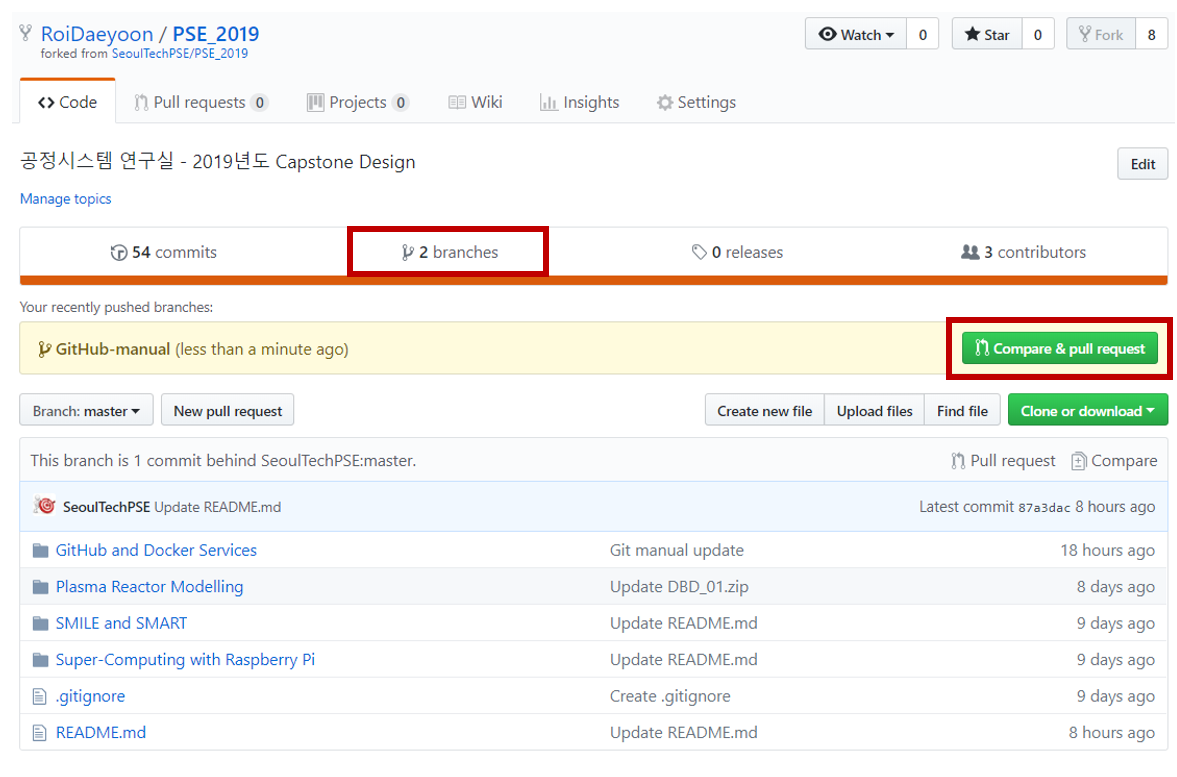 RoiDaeyoon / PSE_2019
forked from SeoulTechPSE/PSE_2019
Watch 0 Star 0 Fork 8
Code Pull requests 0 Projects 0 Wiki Insights Settings
공정시스템 연구실 - 2019년도 Capstone Design
Edit
Manage topics
54 commits 2 branches 0 releases 3 contributors
Your recently pushed branches:
GitHub-manual (less than a minute ago) Compare & pull request
Branch: master New pull request Create new file Upload files Find file Clone or download
This branch is 1 commit behind SeoulTechPSE:master. Pull request Compare
SeoulTechPSE Update README.md Latest commit 87a3dac 8 hours ago
GitHub and Docker Services Git manual update 18 hours ago
Plasma Reactor Modelling Update DBD_01.zip 8 days ago
SMILE and SMART Update README.md 9 days ago
Super-Computing with Raspberry Pi Update README.md 9 days ago
.gitignore Create .gitignore 9 days ago
README.md Update README.md 8 hours ago